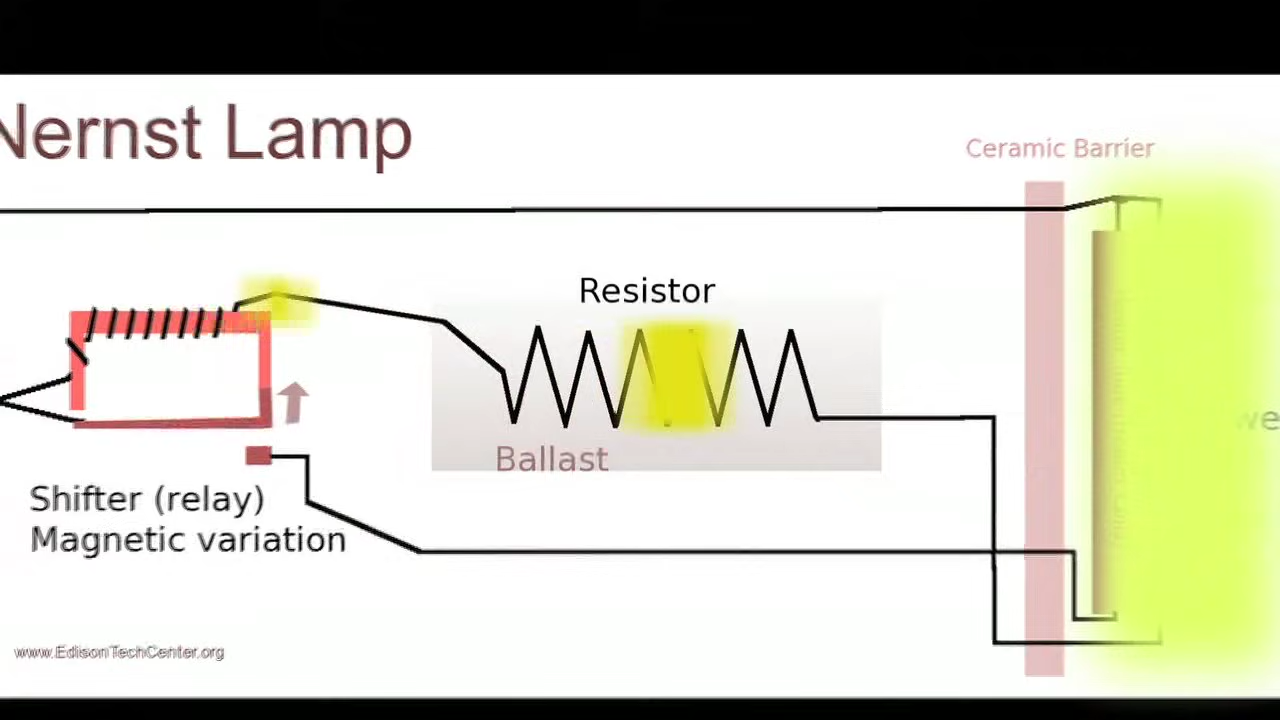 Nernst Lamp
Ceramic Barrier
Resistor
Ballast
Shifter (relay)
Magnetic variation
www.EdisonTechCenter.org